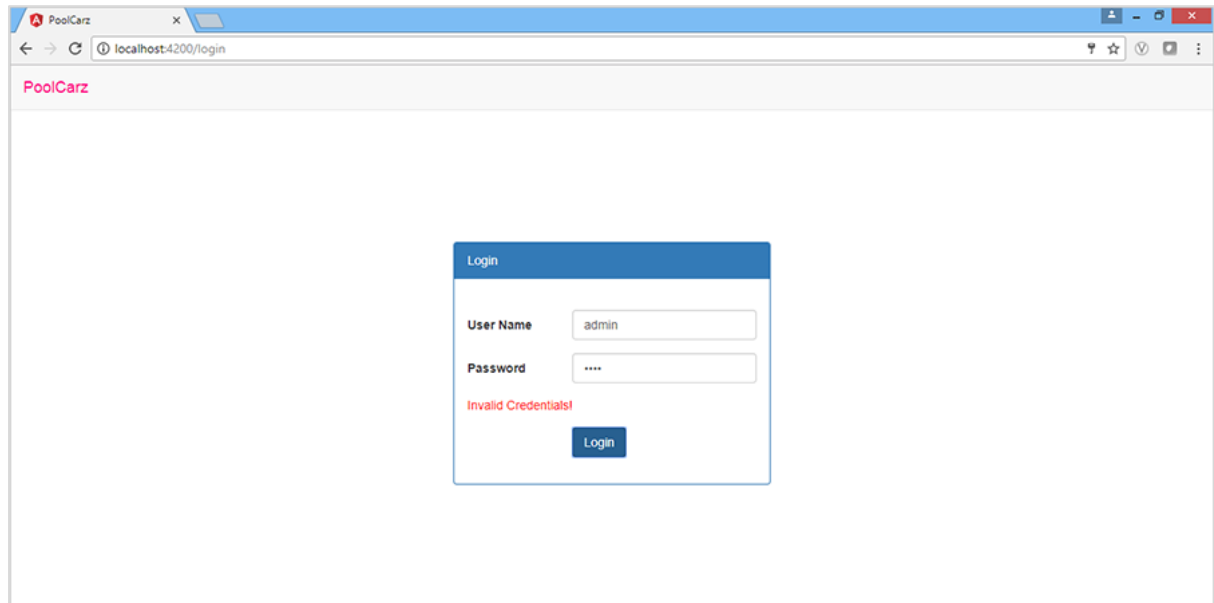 PoolCarz
localhost:4200/login
PoolCarz
Login
User Name admin
Password ••••
Invalid Credentials!
Login